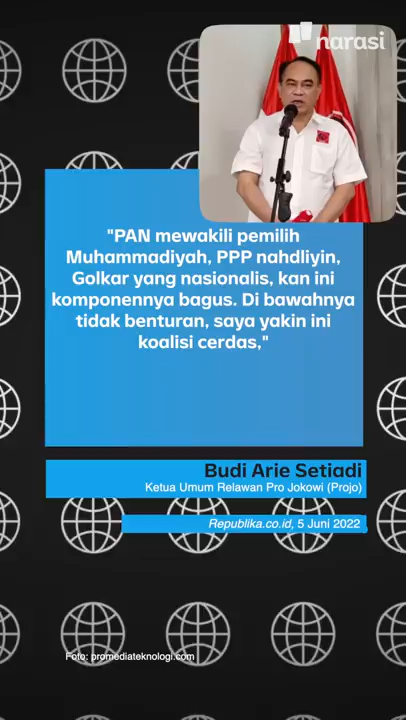 narasi
"PAN mewakili pemilih
Muhammadiyah, PPP nahdliyin,
Golkar yang nasionalis, kan ini
komponennya bagus. Di bawahnya
tidak benturan, saya yakin ini
koalisi cerdas,"
Budi Arie Setiadi
Ketua Umum Relawan Pro Jokowi (Projo)
Republika.co.id, 5 Juni 2022
Foto: promediateknologi.com